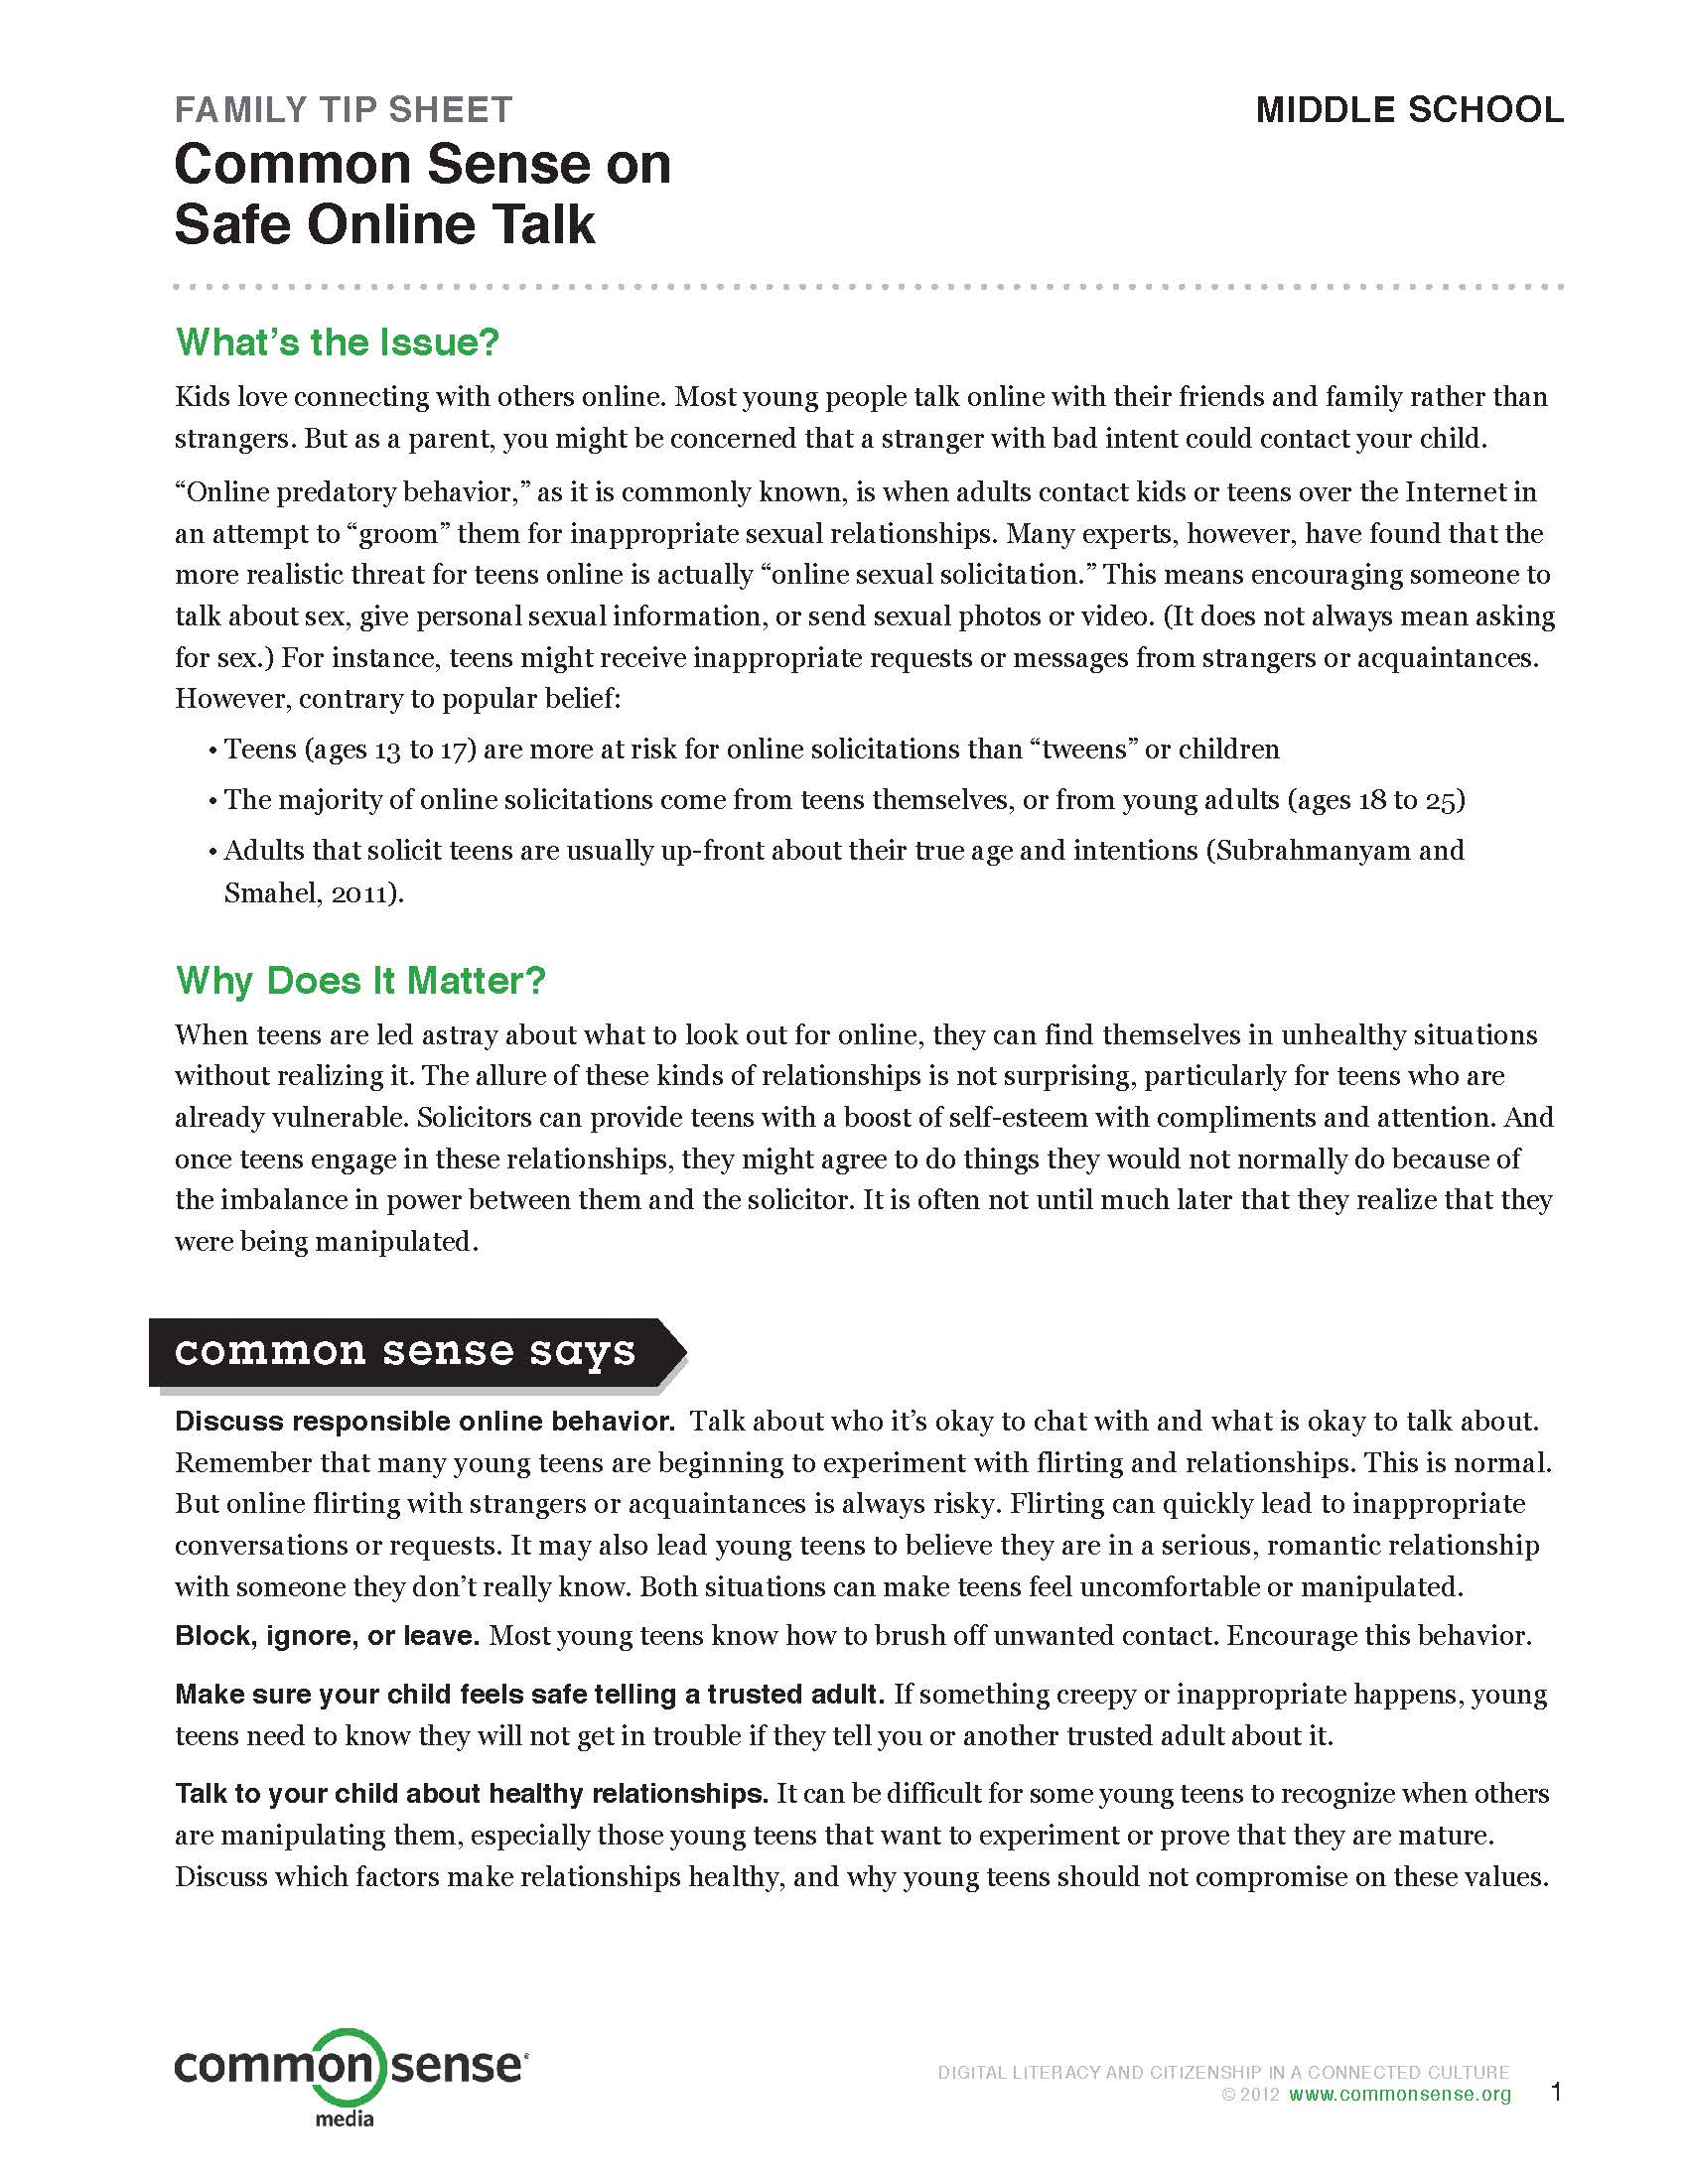 FAMILY TIP SHEET
MIDDLE SCHOOL
Common Sense on
Safe Online Talk
What’s the Issue?
Kids love connecting with others online. Most young people talk online with their friends and family rather than
strangers. But as a parent, you might be concerned that a stranger with bad intent could contact your child.
“Online predatory behavior,” as it is commonly known, is when adults contact kids or teens over the Internet in
an attempt to “groom” them for inappropriate sexual relationships. Many experts, however, have found that the
more realistic threat for teens online is actually “online sexual solicitation.” This means encouraging someone to
talk about sex, give personal sexual information, or send sexual photos or video. (It does not always mean asking
for sex.) For instance, teens might receive inappropriate requests or messages from strangers or acquaintances.
However, contrary to popular belief:
• Teens (ages 13 to 17) are more at risk for online solicitations than “tweens” or children
• The majority of online solicitations come from teens themselves, or from young adults (ages 18 to 25)
• Adults that solicit teens are usually up-front about their true age and intentions (Subrahmanyam and
Smahel, 2011).
Why Does It Matter?
When teens are led astray about what to look out for online, they can find themselves in unhealthy situations
without realizing it. The allure of these kinds of relationships is not surprising, particularly for teens who are
already vulnerable. Solicitors can provide teens with a boost of self-esteem with compliments and attention. And
once teens engage in these relationships, they might agree to do things they would not normally do because of
the imbalance in power between them and the solicitor. It is often not until much later that they realize that they
were being manipulated.
common sense says
Discuss responsible online behavior. Talk about who it’s okay to chat with and what is okay to talk about.
Remember that many young teens are beginning to experiment with flirting and relationships. This is normal.
But online flirting with strangers or acquaintances is always risky. Flirting can quickly lead to inappropriate
conversations or requests. It may also lead young teens to believe they are in a serious, romantic relationship
with someone they don’t really know. Both situations can make teens feel uncomfortable or manipulated.
Block, ignore, or leave. Most young teens know how to brush off unwanted contact. Encourage this behavior.
Make sure your child feels safe telling a trusted adult. If something creepy or inappropriate happens, young
teens need to know they will not get in trouble if they tell you or another trusted adult about it.
Talk to your child about healthy relationships. It can be difficult for some young teens to recognize when others
are manipulating them, especially those young teens that want to experiment or prove that they are mature.
Discuss which factors make relationships healthy, and why young teens should not compromise on these values.
common sense®
media
DIGITAL LITERACY AND CITIZENSHIP IN A CONNECTED CULTURE
© 2012 www.commonsense.org 1